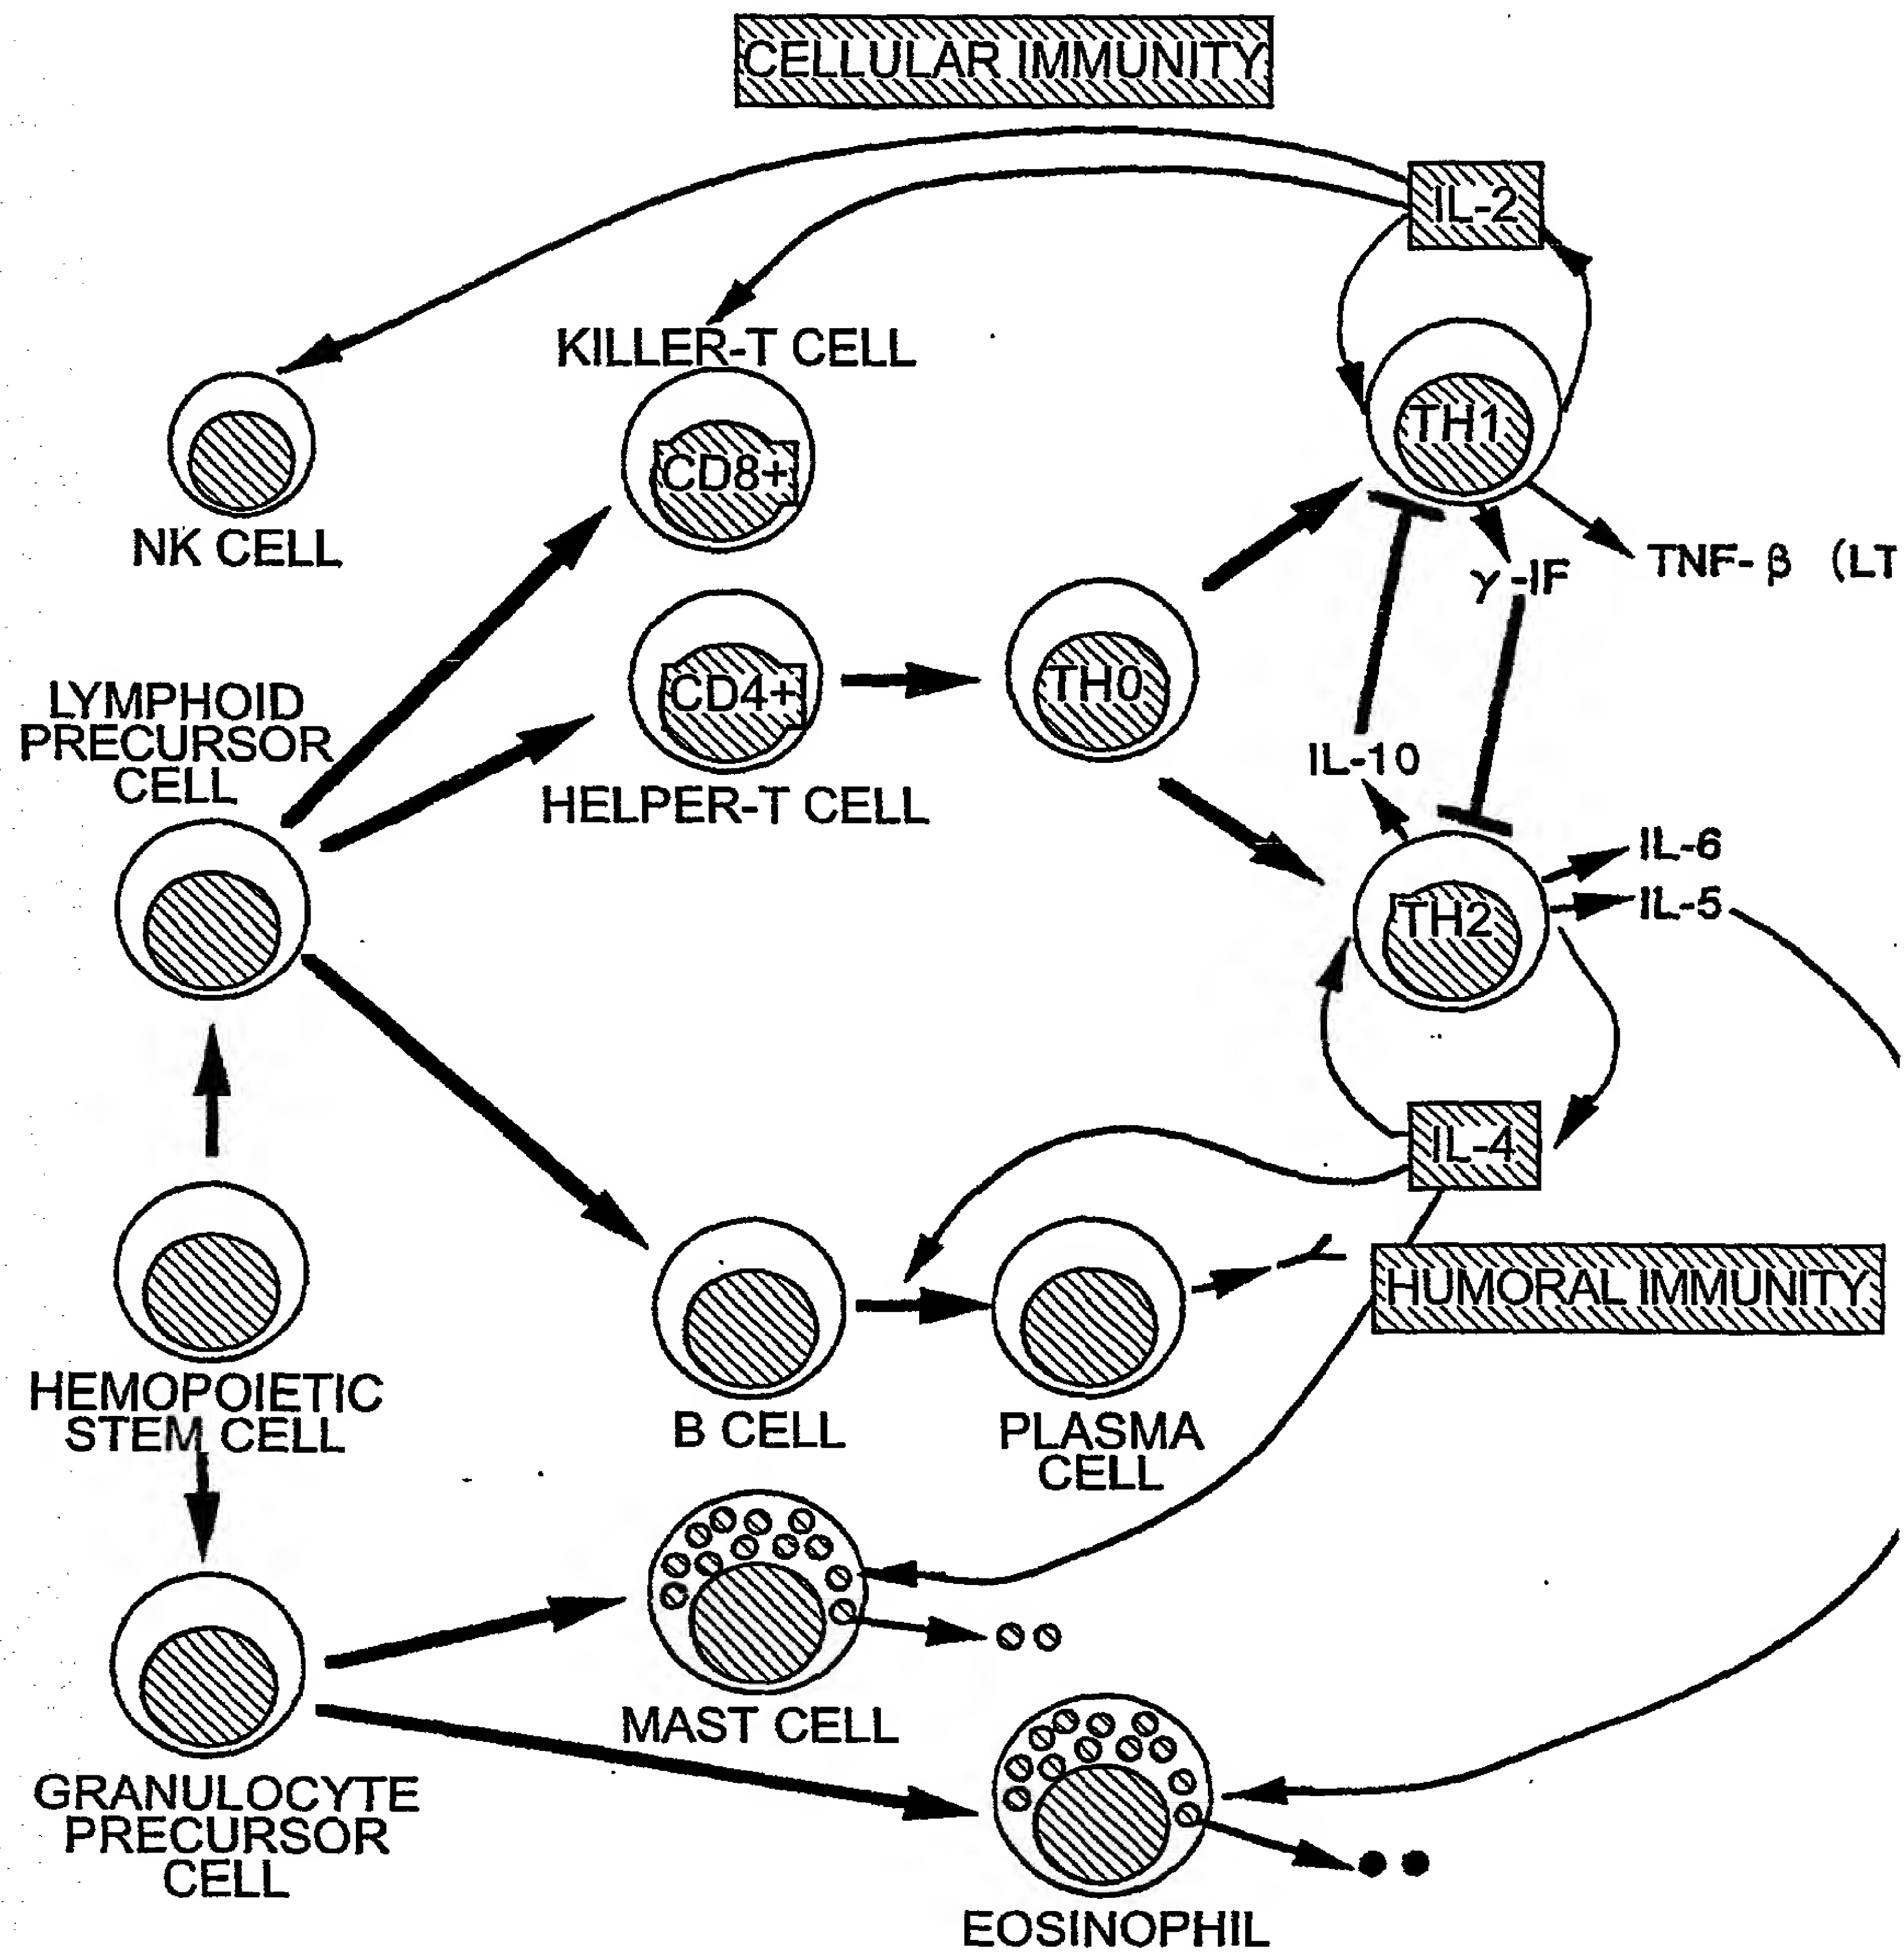 CELLULAR IMMUNITY
IL-2
KILLER-T CELL
TH1
CD8+
NK CELL
γ-IF
TNF-β (LT
LYMPHOID
PRECURSOR
CELL
CD4+
TH0
HELPER-T CELL
IL-10
IL-6
IL-5
TH2
IL-4
HUMORAL IMMUNITY
HEMOPOIETIC
STEM CELL
B CELL
PLASMA
CELL
MAST CELL
GRANULOCYTE
PRECURSOR
CELL
EOSINOPHIL